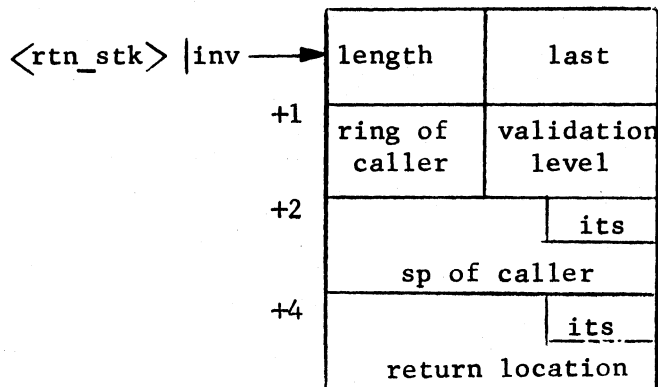 <rtn_stk> |inv length last
+1
ring of validation
caller level
+2
its
sp of caller
+4
its
return location